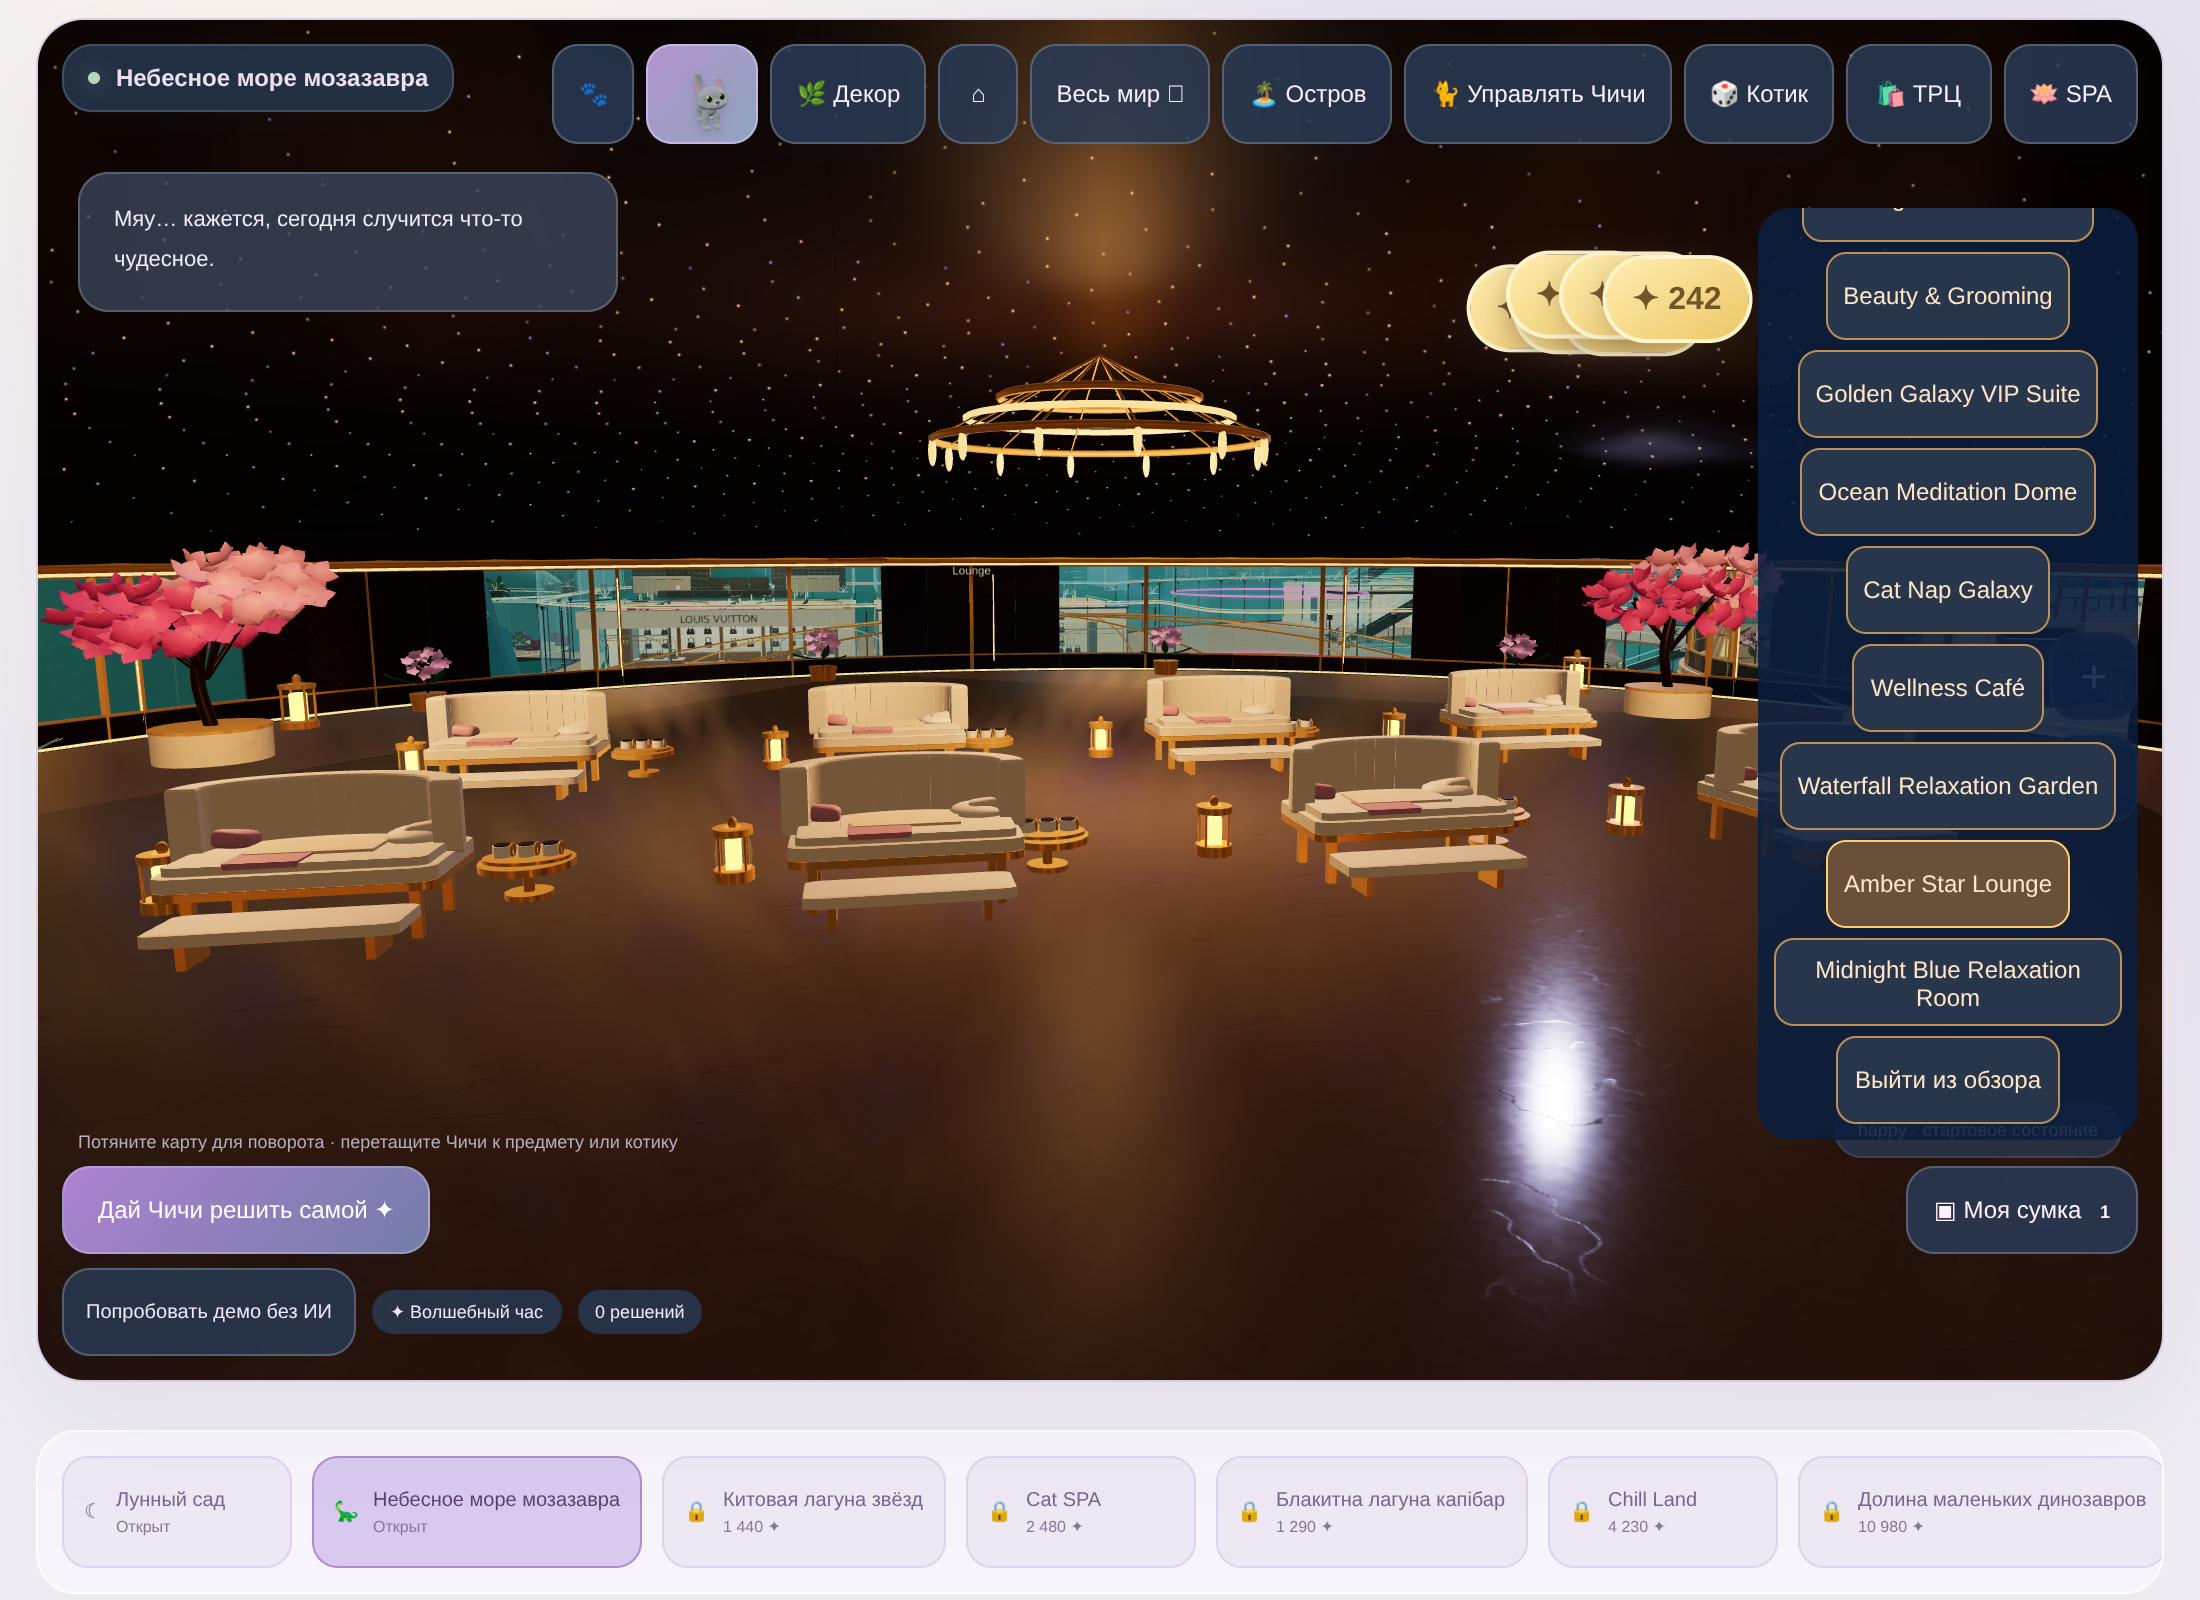 Небесное море мозазавра
Декор
Весь мир
Остров
Управлять Чичи
Котик
ТРЦ
SPA
Мяу… кажется, сегодня случится что-то
чудесное.
✦ 242
Beauty & Grooming
Golden Galaxy VIP Suite
Ocean Meditation Dome
Cat Nap Galaxy
Wellness Café
Waterfall Relaxation Garden
Amber Star Lounge
Midnight Blue Relaxation
Room
Выйти из обзора
happy · стартовое состояние
Lounge
LOUIS VUITTON
Потяните карту для поворота · перетащите Чичи к предмету или котику
Дай Чичи решить самой ✦
Моя сумка 1
Попробовать демо без ИИ
✦ Волшебный час
0 решений
Лунный сад
Открыт
Небесное море мозазавра
Открыт
Китовая лагуна звёзд
1 440 ✦
Cat SPA
2 480 ✦
Блакитна лагуна капібар
1 290 ✦
Chill Land
4 230 ✦
Долина маленьких динозавров
10 980 ✦